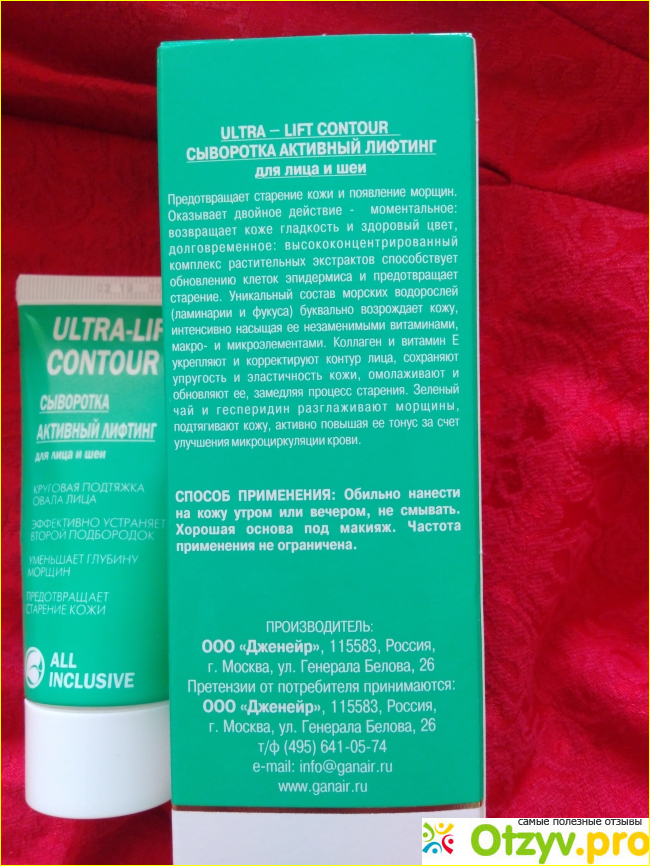 ULTRA – LIFT CONTOUR
СЫВОРОТКА АКТИВНЫЙ ЛИФТИНГ
для лица и шеи
Предотвращает старение кожи и появление морщин.
Оказывает двойное действие - моментальное:
возвращает коже гладкость и здоровый цвет,
долговременное: высококонцентрированный
комплекс растительных экстрактов способствует
обновлению клеток эпидермиса и предотвращает
старение. Уникальный состав морских водорослей
(ламинарии и фукуса) буквально возрождает кожу,
интенсивно насыщая ее незаменимыми витаминами,
макро- и микроэлементами. Коллаген и витамин Е
укрепляют и корректируют контур лица, сохраняют
упругость и эластичность кожи, омолаживают и
обновляют ее, замедляя процесс старения. Зеленый
чай и гесперидин разглаживают морщины,
подтягивают кожу, активно повышая ее тонус за счет
улучшения микроциркуляции крови.
СПОСОБ ПРИМЕНЕНИЯ: Обильно нанести
на кожу утром или вечером, не смывать.
Хорошая основа под макияж. Частота
применения не ограничена.
ПРОИЗВОДИТЕЛЬ:
ООО «Дженейр», 115583, Россия,
г. Москва, ул. Генерала Белова, 26
Претензии от потребителя принимаются:
ООО «Дженейр», 115583, Россия,
г. Москва, ул. Генерала Белова, 26
т/ф (495) 641-05-74
e-mail: info@ganair.ru
www.ganair.ru
ULTRA-LIF
CONTOUR
СЫВОРОТКА
АКТИВНЫЙ ЛИФТИНГ
для лица и шеи
КРУГОВАЯ ПОДТЯЖКА
ОВАЛА ЛИЦА
ЭФФЕКТИВНО УСТРАНЯЕТ
ВТОРОЙ ПОДБОРОДОК
УМЕНЬШАЕТ ГЛУБИНУ
МОРЩИН
ПРЕДОТВРАЩАЕТ
СТАРЕНИЕ КОЖИ
ALL
INCLUSIVE
самые полезные отзывы
Otzyv.pro